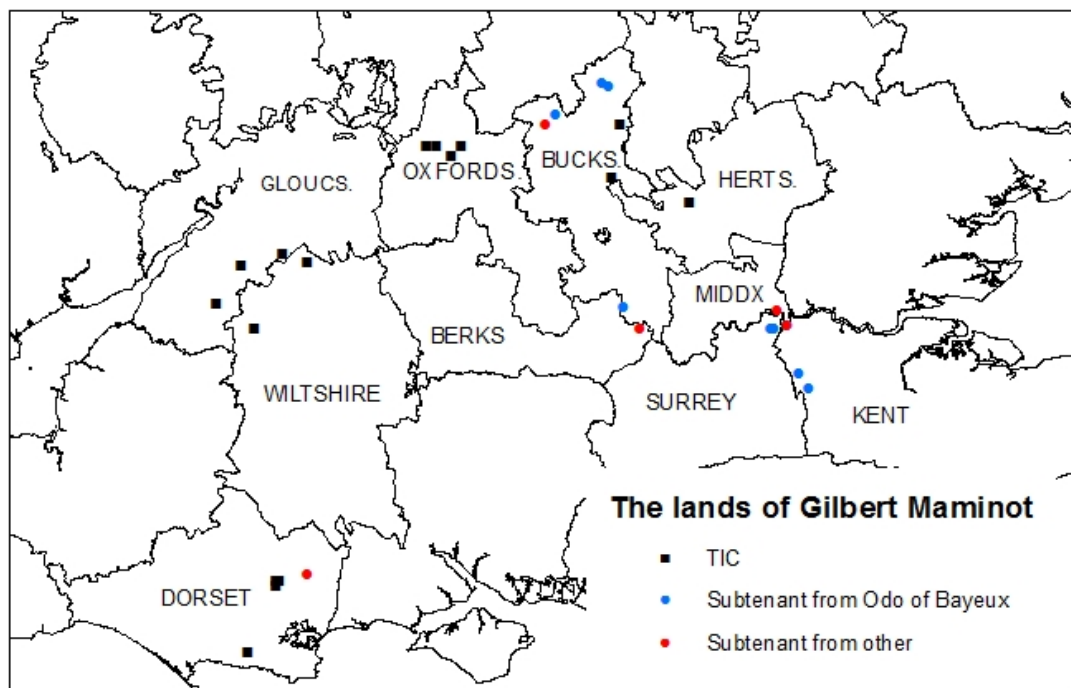 GLOUCS.
OXFORDS.
BUCKS.
HERTS.
MIDDX
BERKS
WILTSHIRE
SURREY
KENT
DORSET
The lands of Gilbert Maminot
TIC
Subtenant from Odo of Bayeux
Subtenant from other